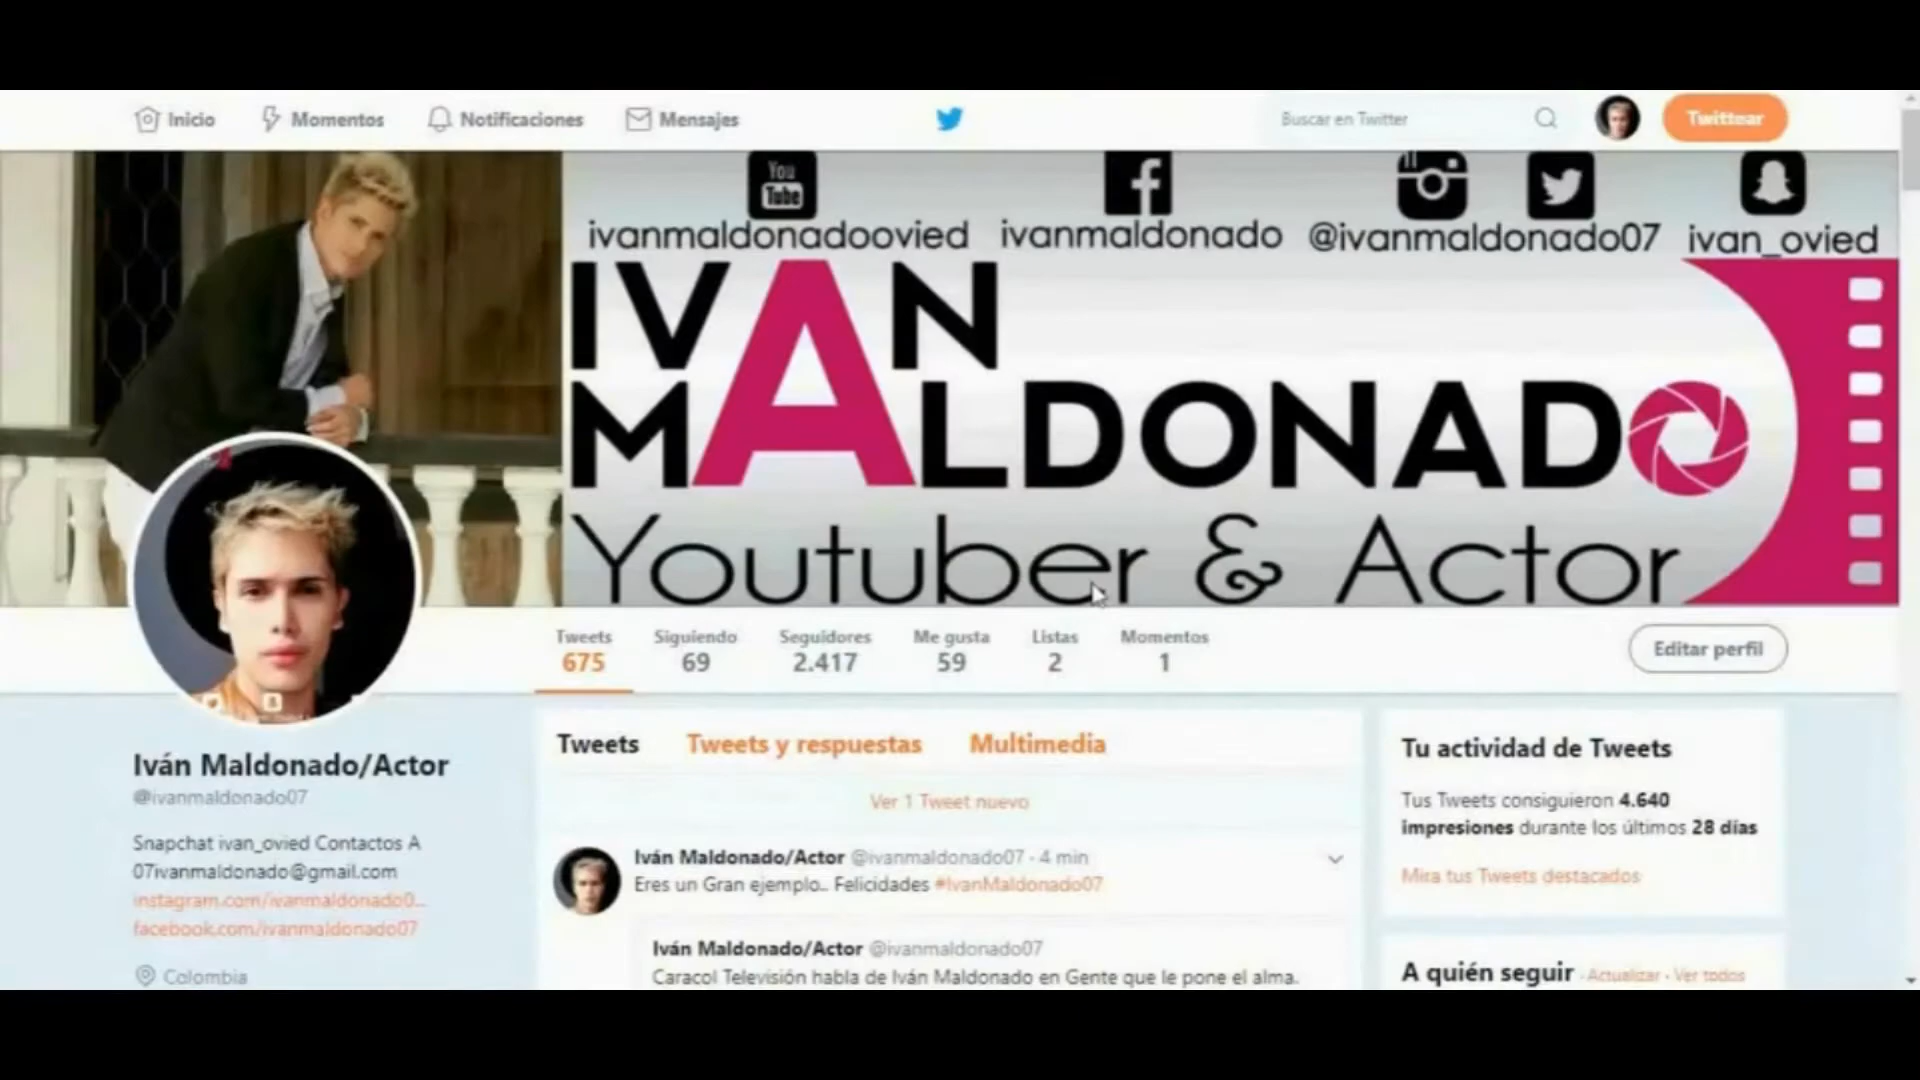 Inicio Momentos Notificaciones Mensajes Buscar en Twitter Twittear
You Tube
ivanmaldonadoovied ivanmaldonado @ivanmaldonado07 ivan_ovied
IVAN
MALDONADO
Youtuber & Actor
Tweets Siguiendo Seguidores Me gusta Listas Momentos
675 69 2.417 59 2 1
Editar perfil
Iván Maldonado/Actor
@ivanmaldonado07
Snapchat ivan_ovied Contactos A
07ivanmaldonado@gmail.com
instagram.com/ivanmaldonado0...
facebook.com/ivanmaldonado07
Colombia
Tweets Tweets y respuestas Multimedia
Ver 1 Tweet nuevo
Iván Maldonado/Actor @ivanmaldonado07 · 4 min
Eres un Gran ejemplo.. Felicidades #IvanMaldonado07
Iván Maldonado/Actor @ivanmaldonado07
Caracol Televisión habla de Iván Maldonado en Gente que le pone el alma.
Tu actividad de Tweets
Tus Tweets consiguieron 4.640
impresiones durante los últimos 28 días
Mira tus Tweets destacados
A quién seguir · Actualizar · Ver todos